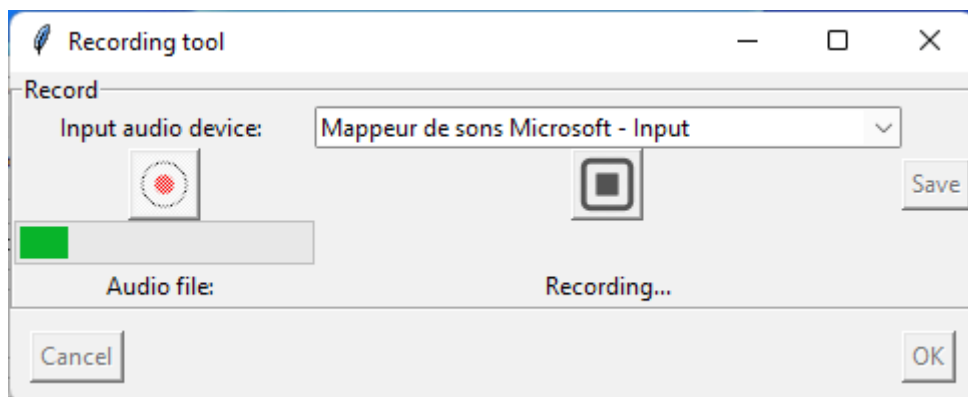 Recording tool
Record
Input audio device: Mappeur de sons Microsoft - Input
Save
Audio file: Recording...
Cancel OK